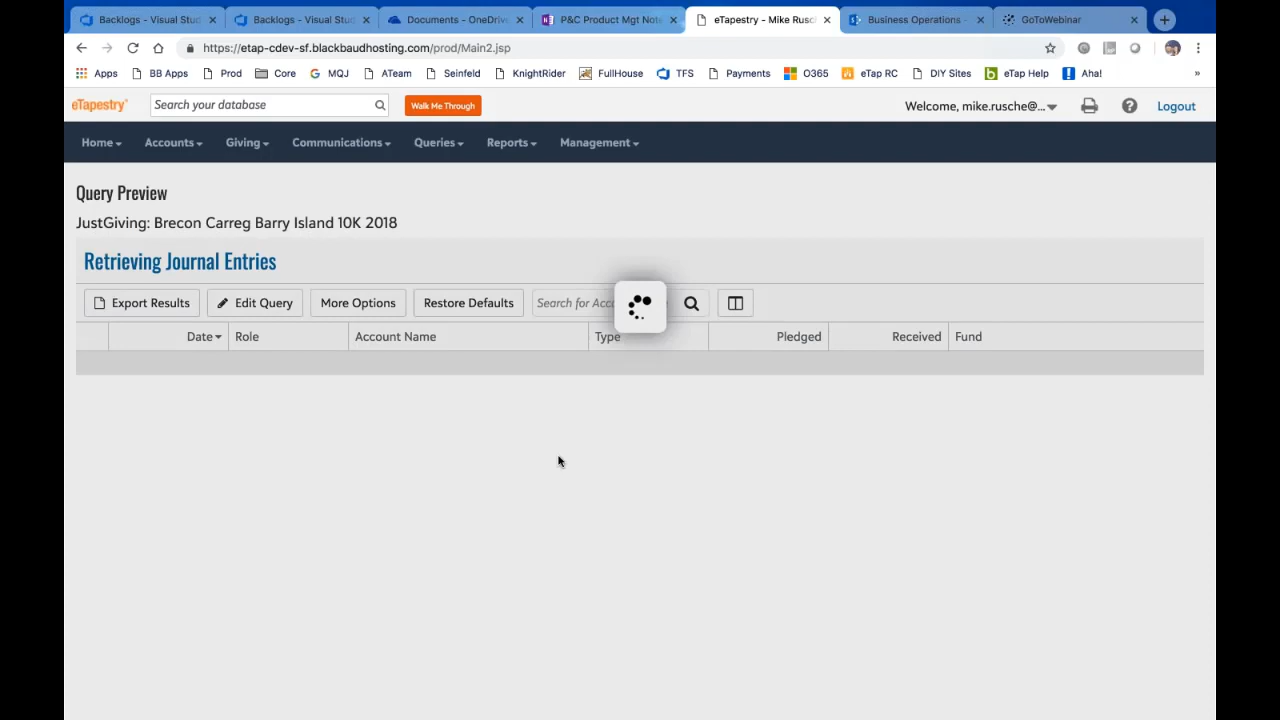 Backlogs - Visual Stud
Backlogs - Visual Stud
Documents - OneDrive
P&C Product Mgt Note
eTapestry - Mike Rusch
Business Operations -
GoToWebinar
https://etap-cdev-sf.blackbaudhosting.com/prod/Main2.jsp
Apps
BB Apps
Prod
Core
MQJ
ATeam
Seinfeld
KnightRider
FullHouse
TFS
Payments
O365
eTap RC
DIY Sites
eTap Help
Aha!
»
eTapestry
Search your database
Walk Me Through
Welcome, mike.rusche@...
Logout
Home
Accounts
Giving
Communications
Queries
Reports
Management
Query Preview
JustGiving: Brecon Carreg Barry Island 10K 2018
Retrieving Journal Entries
Export Results
Edit Query
More Options
Restore Defaults
Search for Acc
Date
Role
Account Name
Type
Pledged
Received
Fund